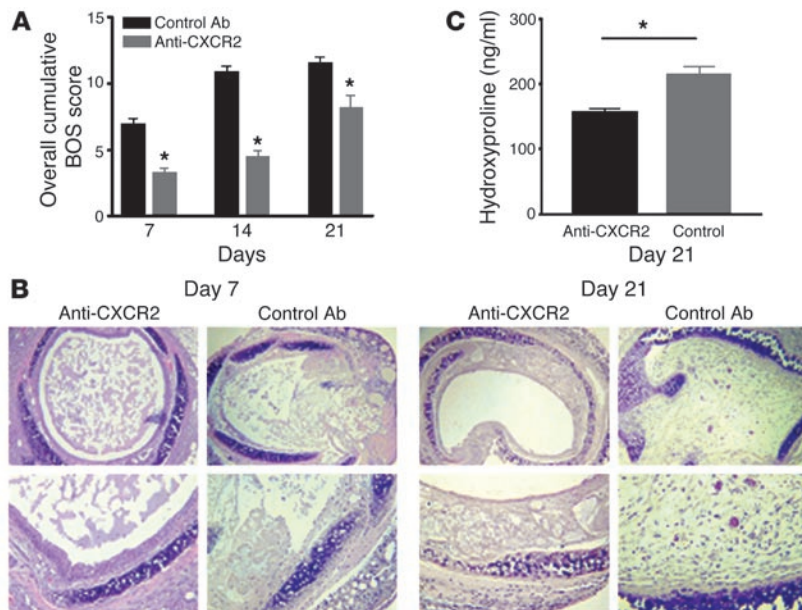 A
Control Ab
Anti-CXCR2
Overall cumulative
BOS score
15
10
5
0
*
*
*
7 14 21
Days
C
Hydroxyproline (ng/ml)
300
200
100
0
*
Anti-CXCR2 Control
Day 21
B
Day 7 Day 21
Anti-CXCR2 Control Ab Anti-CXCR2 Control Ab